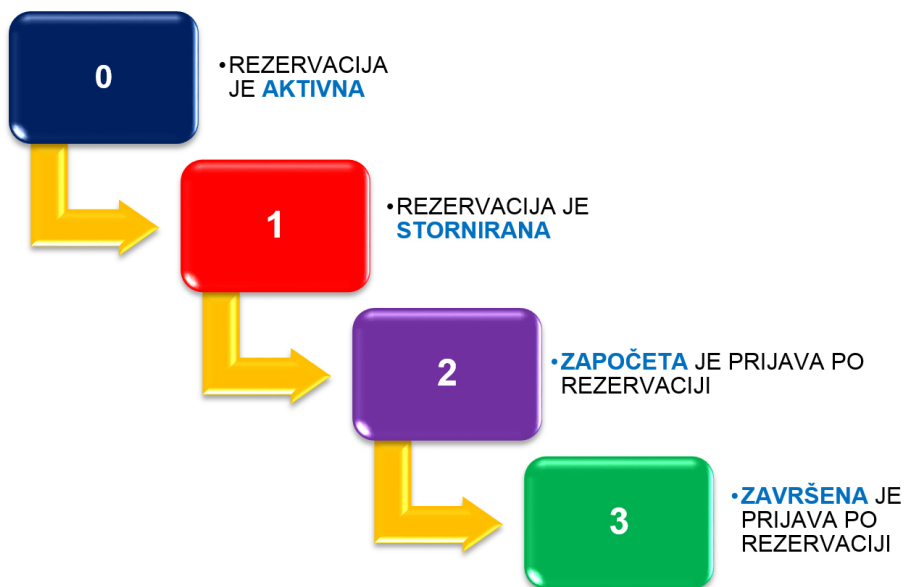 0
•REZERVACIJA
JE AKTIVNA
1
•REZERVACIJA JE
STORNIRANA
2
•ZAPOČETA JE PRIJAVA PO
REZERVACIJI
3
•ZAVRŠENA JE
PRIJAVA PO
REZERVACIJI